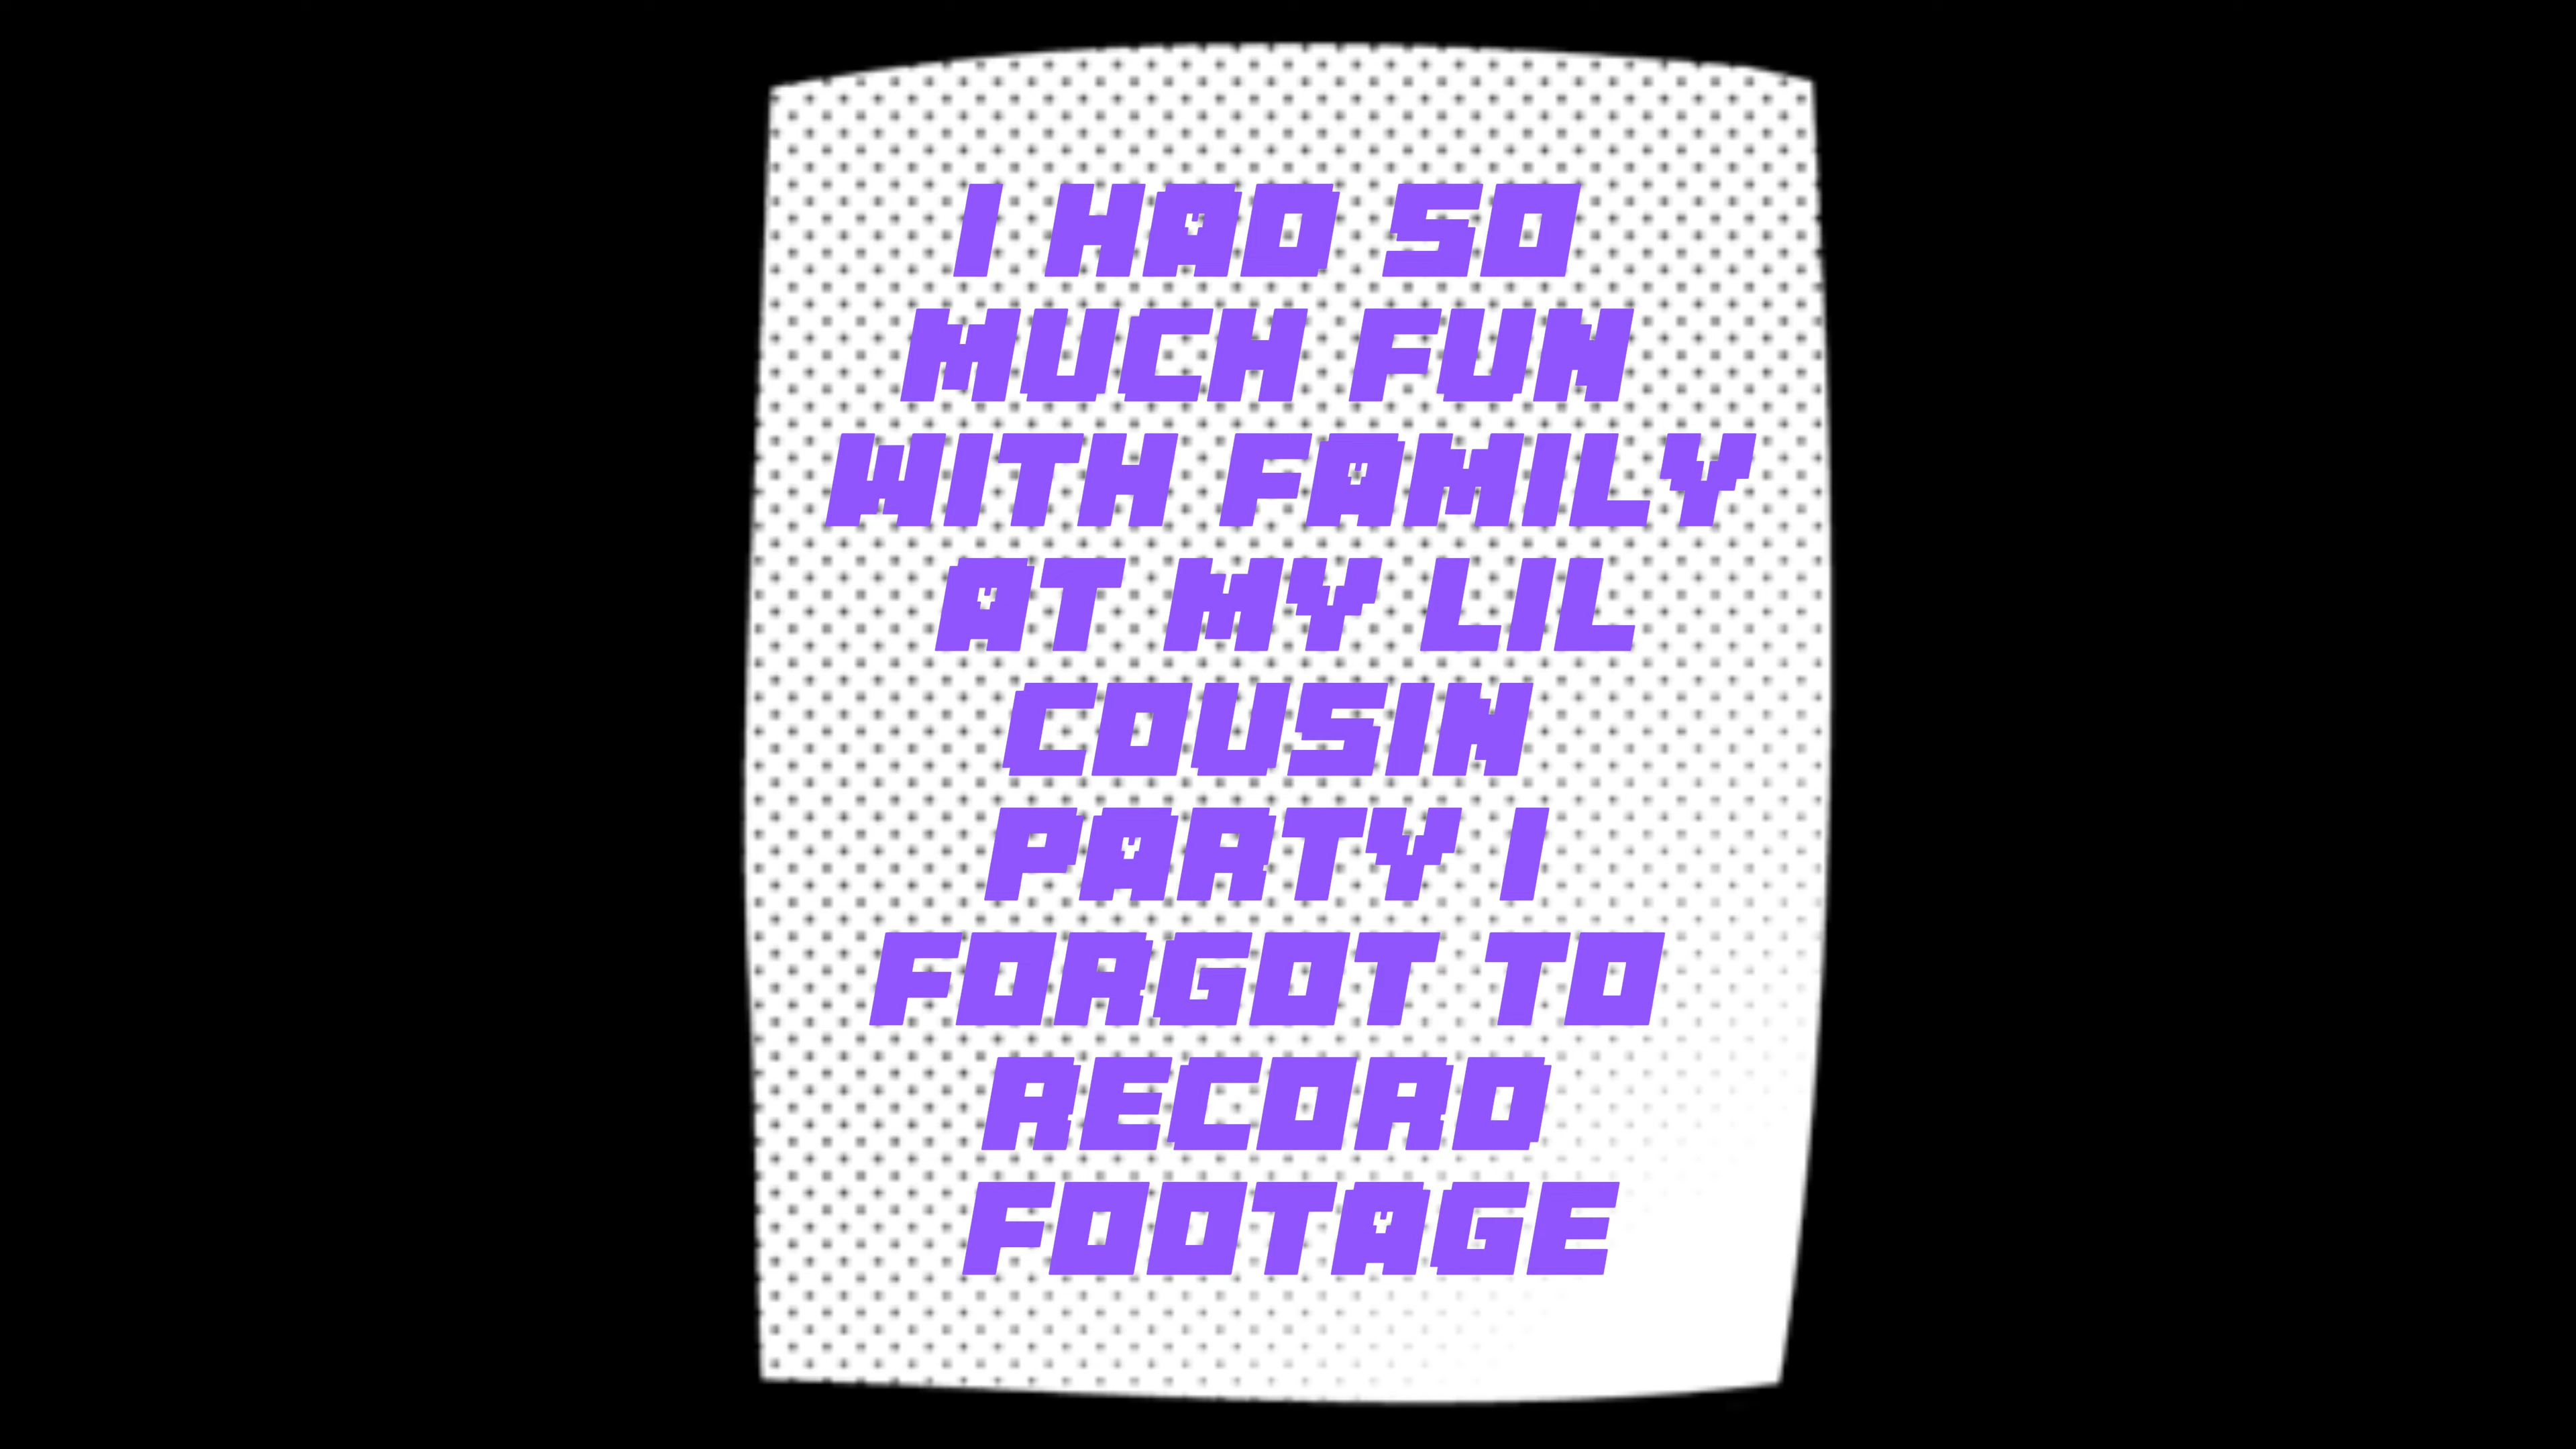 I HAD SO
MUCH FUN
WITH FAMILY
AT MY LIL
COUSIN
PARTY I
FORGOT TO
RECORD
FOOTAGE